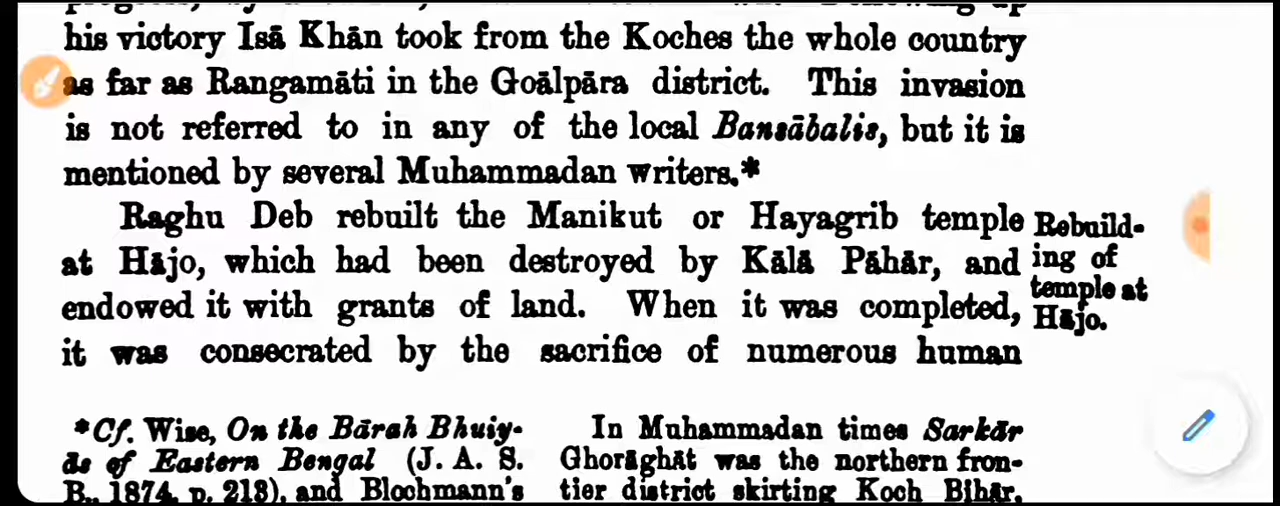 his victory Isā Khān took from the Koches the whole country
as far as Rangamāti in the Goālpāra district. This invasion
is not referred to in any of the local Bansābalis, but it is
mentioned by several Muhammadan writers.*
Raghu Deb rebuilt the Manikut or Hayagrib temple
at Hājo, which had been destroyed by Kālā Pāhār, and
endowed it with grants of land. When it was completed,
it was consecrated by the sacrifice of numerous human
Rebuild-
ing of
temple at
Hājo.
*Cf. Wise, On the Bārah Bhuiy-
ās of Eastern Bengal (J. A. S.
B., 1874, p. 213), and Blochmann's
In Muhammadan times Sarkār
Ghorāghāt was the northern fron-
tier district skirting Koch Bihār.